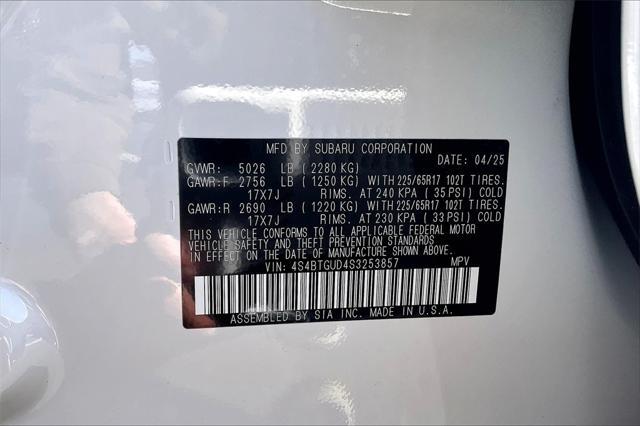 MFD BY SUBARU CORPORATION
GVWR: 5026 LB (2280 KG) DATE: 04/25
GAWR:F 2756 LB (1250 KG) WITH 225/65R17 102T TIRES.
17X7J RIMS. AT 240 KPA (35 PSI) COLD
GAWR:R 2690 LB (1220 KG) WITH 225/65R17 102T TIRES.
17X7J RIMS. AT 230 KPA (33 PSI) COLD
THIS VEHICLE CONFORMS TO ALL APPLICABLE FEDERAL MOTOR
VEHICLE SAFETY AND THEFT PREVENTION STANDARDS
IN EFFECT ON THE DATE OF MANUFACTURE SHOWN ABOVE.
VIN: 4S4BTGUD4S3253857 MPV
ASSEMBLED BY SIA INC. MADE IN U.S.A.